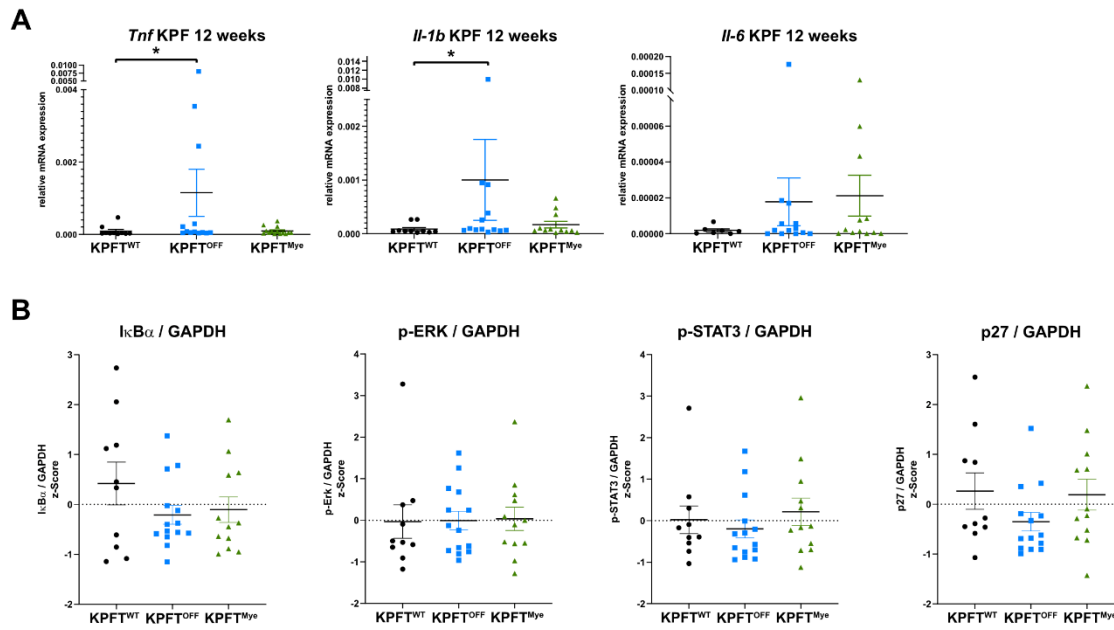 A
Tnf KPF 12 weeks
*
relative mRNA expression
0.0100
0.0075
0.0050
0.004
0.002
0.000
KPFTWT KPFTOFF KPFTMye
Il-1b KPF 12 weeks
*
relative mRNA expression
0.014
0.012
0.010
0.008
0.002
0.001
0.000
KPFTWT KPFTOFF KPFTMye
Il-6 KPF 12 weeks
relative mRNA expression
0.00020
0.00015
0.00010
0.00006
0.00004
0.00002
0.00000
KPFTWT KPFTOFF KPFTMye
B
IκBα / GAPDH
IκBα / GAPDH
z-Score
3
2
1
0
-1
-2
KPFTWT KPFTOFF KPFTMye
p-ERK / GAPDH
p-Erk / GAPDH
z-Score
4
3
2
1
0
-1
-2
KPFTWT KPFTOFF KPFTMye
p-STAT3 / GAPDH
p-STAT3 / GAPDH
z-Score
4
3
2
1
0
-1
-2
KPFTWT KPFTOFF KPFTMye
p27 / GAPDH
p27 / GAPDH
z-Score
3
2
1
0
-1
-2
KPFTWT KPFTOFF KPFTMye